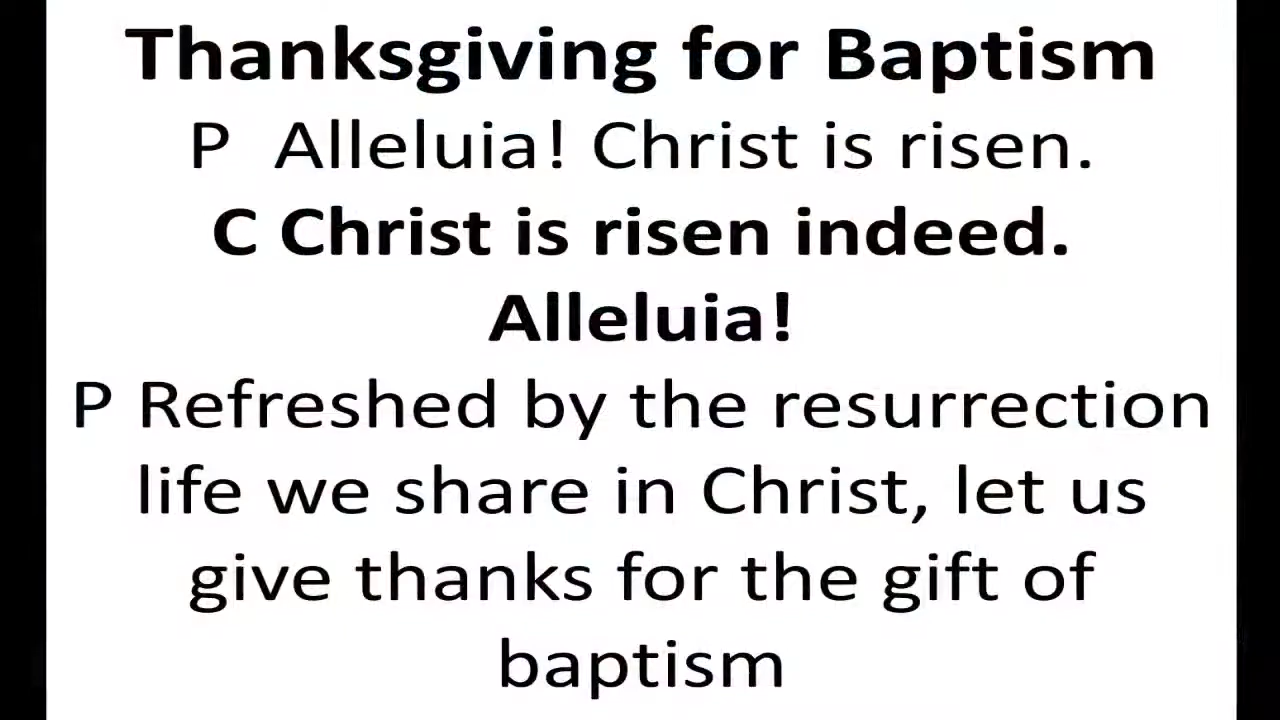 Thanksgiving for Baptism
P  Alleluia! Christ is risen.
C Christ is risen indeed.
Alleluia!
P Refreshed by the resurrection
life we share in Christ, let us
give thanks for the gift of
baptism